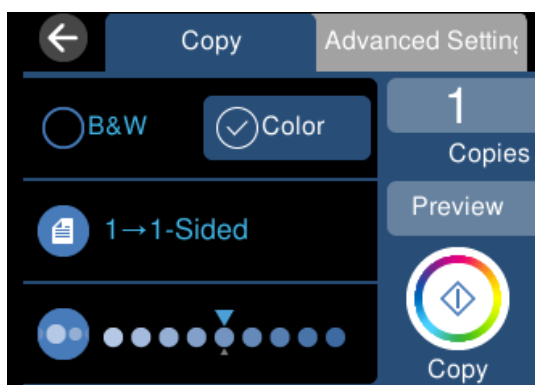 Copy
Advanced Setting
B&W
Color
1
Copies
1→1-Sided
Preview
Copy